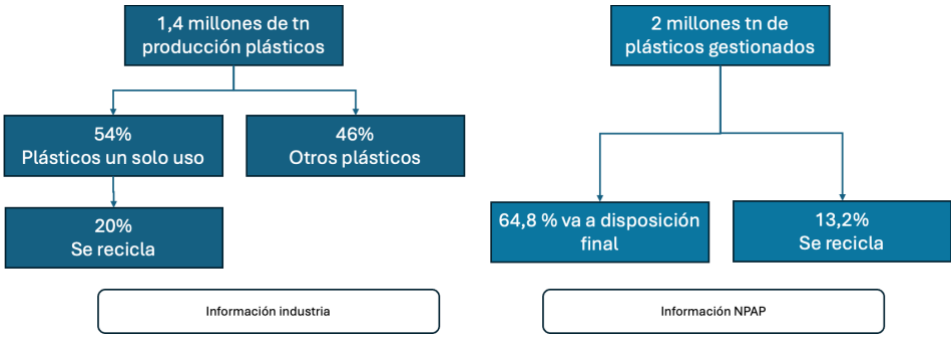 1,4 millones de tn
producción plásticos
54%
Plásticos un solo uso
46%
Otros plásticos
20%
Se recicla
Información industria
2 millones tn de
plásticos gestionados
64,8 % va a disposición
final
13,2%
Se recicla
Información NPAP